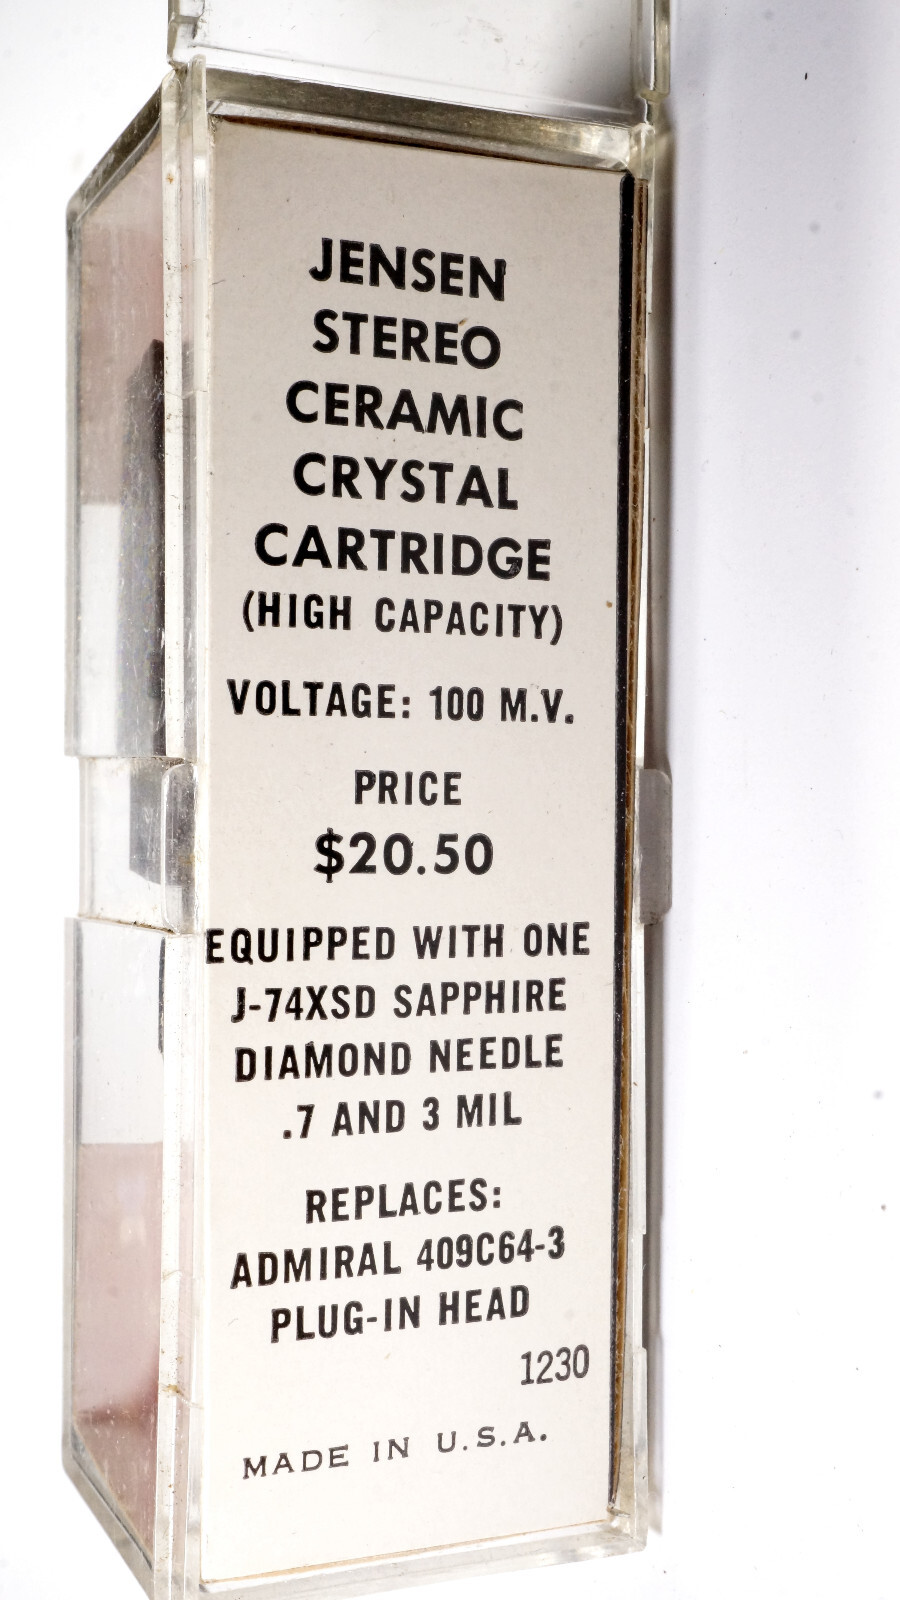 JENSEN
STEREO
CERAMIC
CRYSTAL
CARTRIDGE
(HIGH CAPACITY)
VOLTAGE: 100 M.V.
PRICE
$20.50
EQUIPPED WITH ONE
J-74XSD SAPPHIRE
DIAMOND NEEDLE
.7 AND 3 MIL
REPLACES:
ADMIRAL 409C64-3
PLUG-IN HEAD
1230
MADE IN U.S.A.